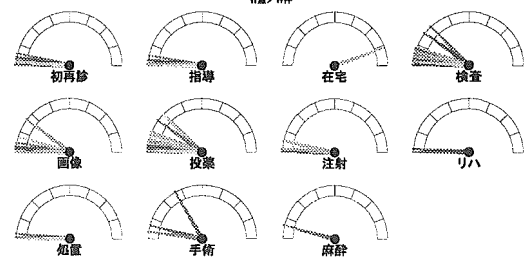 初再診 指導 在宅 検査
画像 投薬 注射 リハ
処置 手術 麻酔